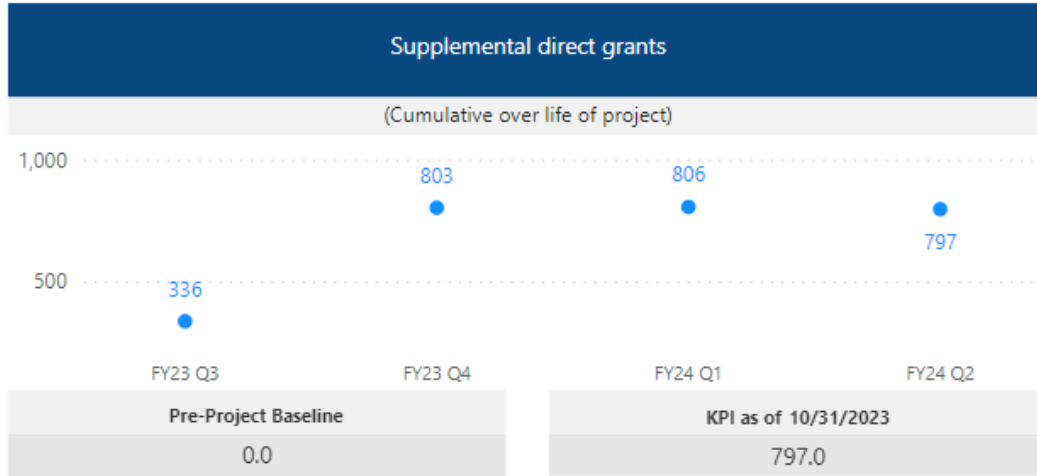 Supplemental direct grants
(Cumulative over life of project)
1,000
803
806
797
500
336
FY23 Q3
FY23 Q4
FY24 Q1
FY24 Q2
Pre-Project Baseline
KPI as of 10/31/2023
0.0
797.0